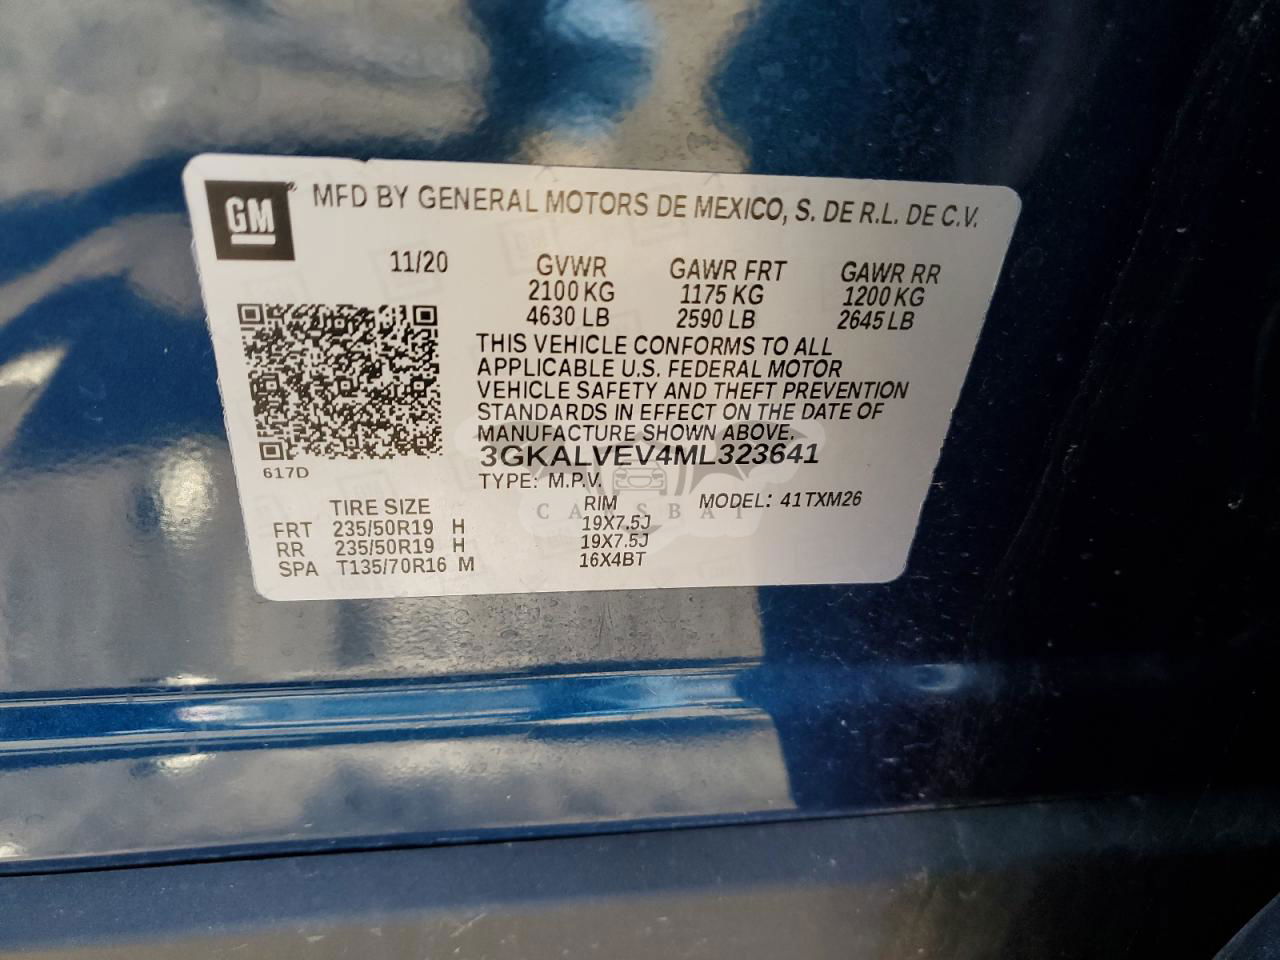 GM® MFD BY GENERAL MOTORS DE MEXICO, S. DE R.L. DE C.V.
11/20 GVWR GAWR FRT GAWR RR
2100 KG 1175 KG 1200 KG
4630 LB 2590 LB 2645 LB
THIS VEHICLE CONFORMS TO ALL
APPLICABLE U.S. FEDERAL MOTOR
VEHICLE SAFETY AND THEFT PREVENTION
STANDARDS IN EFFECT ON THE DATE OF
MANUFACTURE SHOWN ABOVE.
3GKALVEV4ML323641
617D
TYPE: M.P.V.
MODEL: 41TXM26
TIRE SIZE RIM
FRT 235/50R19 H 19X7.5J
RR 235/50R19 H 19X7.5J
SPA T135/70R16 M 16X4BT
CARSBAT